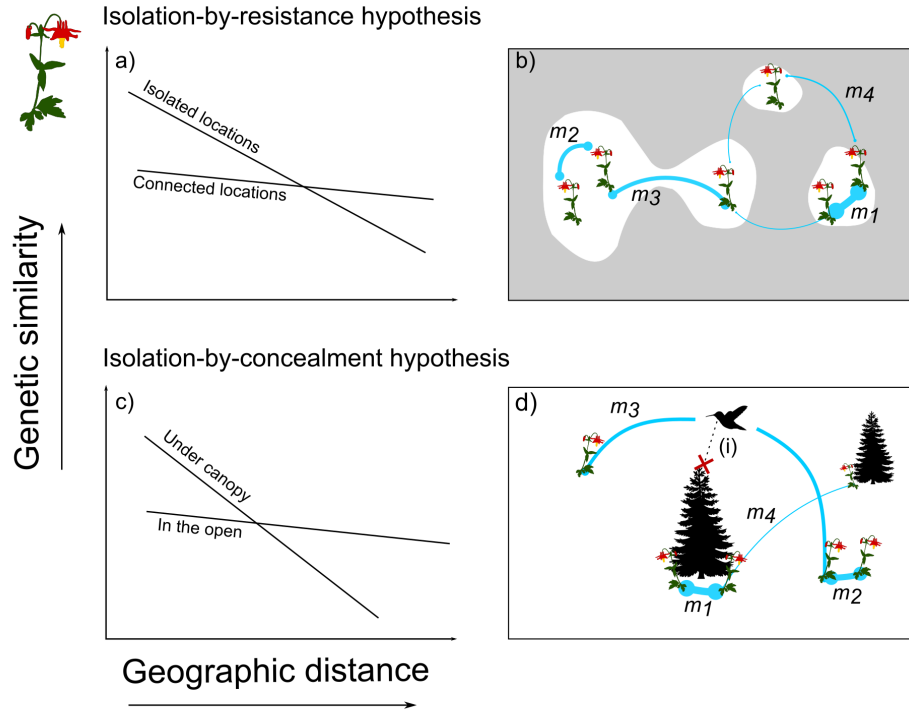 Isolation-by-resistance hypothesis
a)
Isolated locations
Connected locations
b)
m2
m3
m4
m1
Genetic similarity
Isolation-by-concealment hypothesis
c)
Under canopy
In the open
d)
m3
(i)
m4
m1
m2
Geographic distance